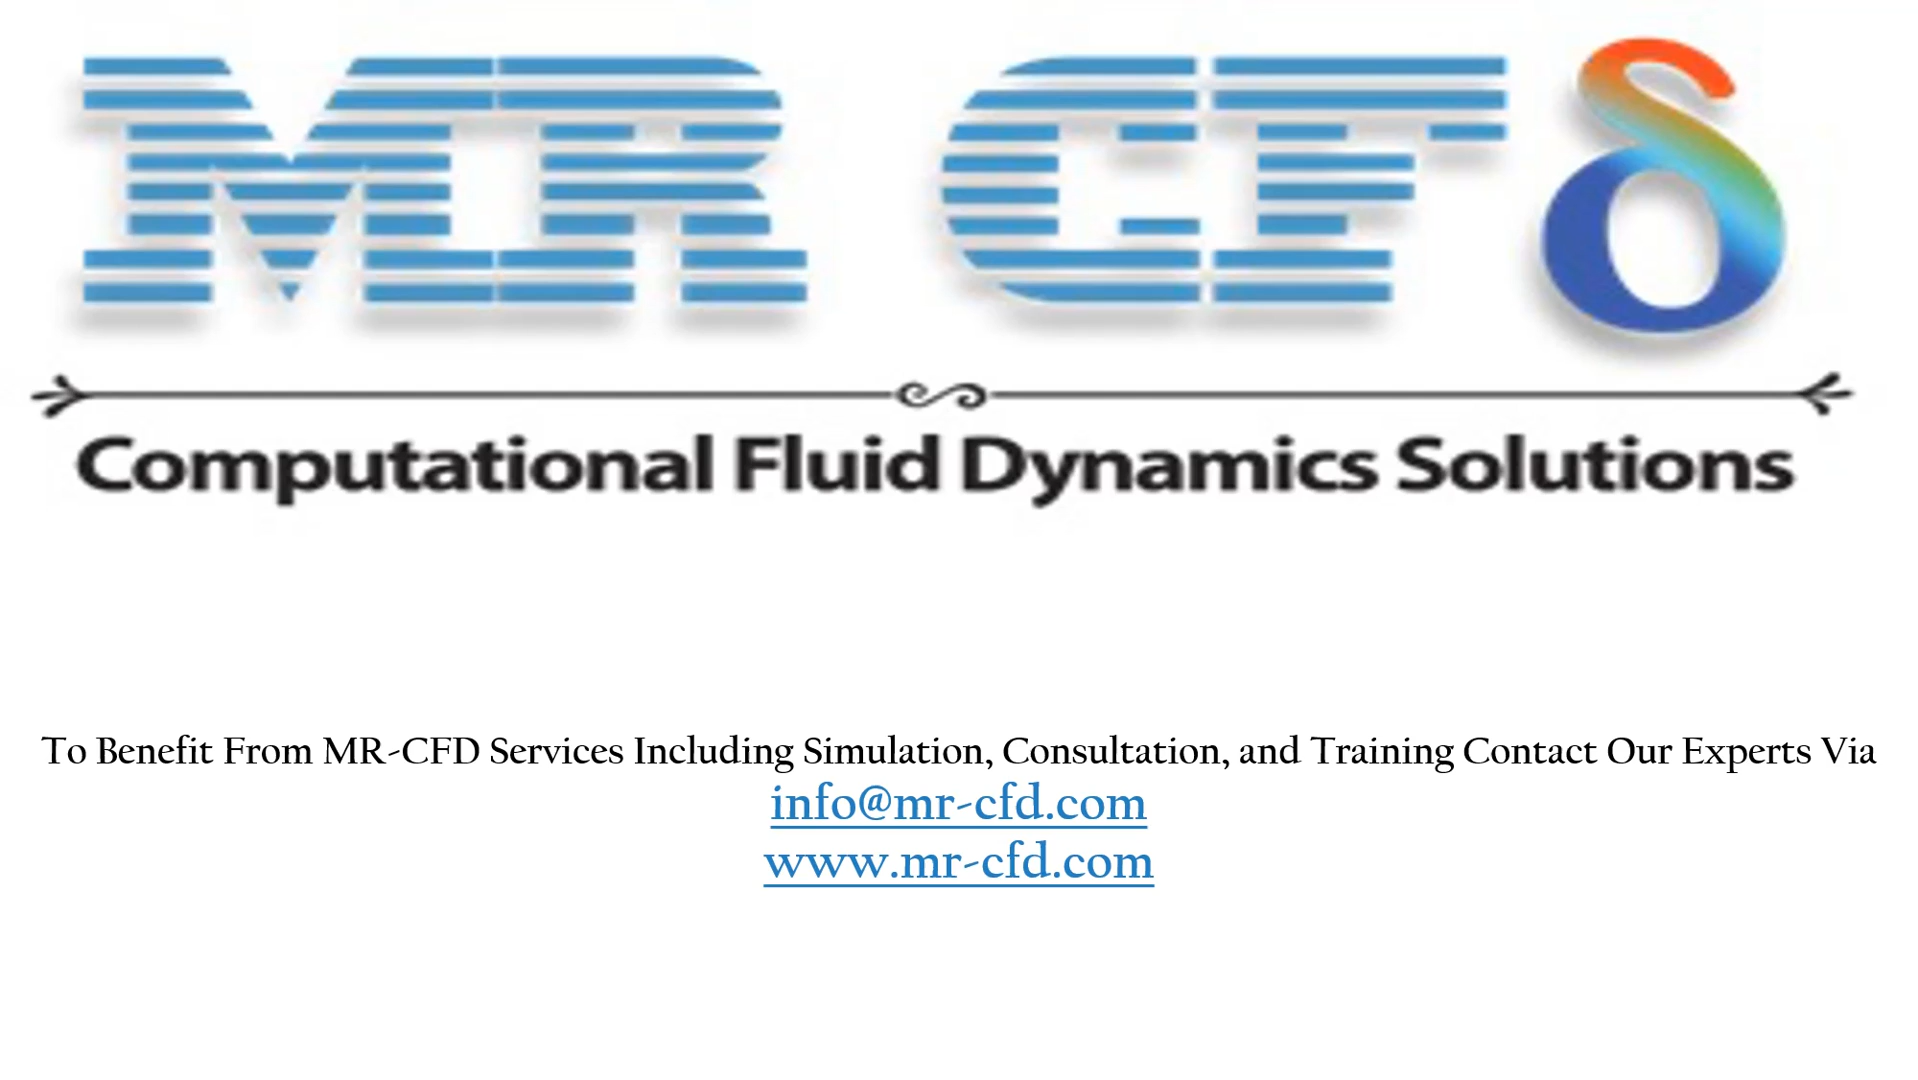 MR CFδ
Computational Fluid Dynamics Solutions
To Benefit From MR-CFD Services Including Simulation, Consultation, and Training Contact Our Experts Via
info@mr-cfd.com
www.mr-cfd.com